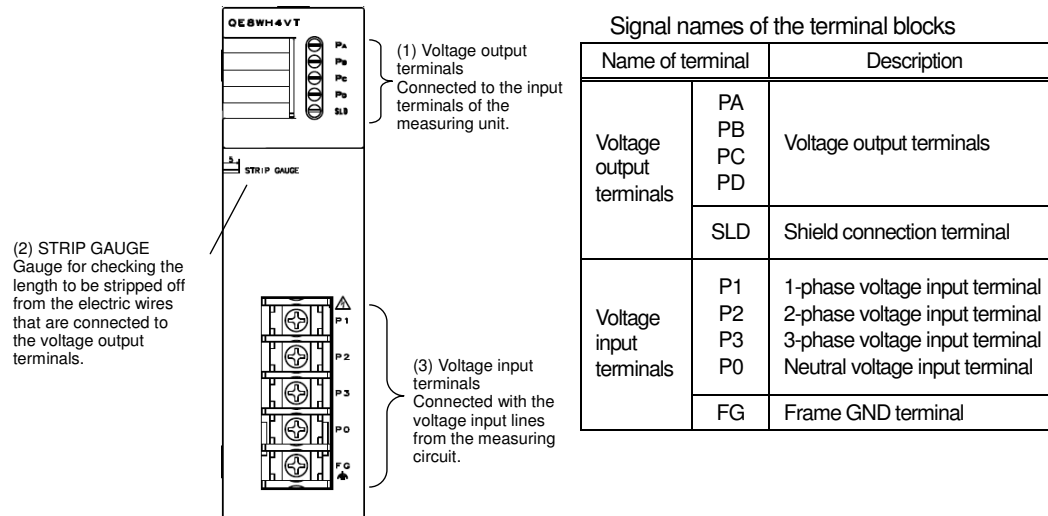 QE8WH4VT
PA
PB
PC
PD
SLD
(1) Voltage output
terminals
Connected to the input
terminals of the
measuring unit.
5
STRIP GAUGE
(2) STRIP GAUGE
Gauge for checking the
length to be stripped off
from the electric wires
that are connected to
the voltage output
terminals.
P1
P2
P3
P0
FG
(3) Voltage input
terminals
Connected with the
voltage input lines
from the measuring
circuit.
Signal names of the terminal blocks
Name of terminal Description
Voltage
output
terminals
PA
PB
PC
PD
Voltage output terminals
SLD Shield connection terminal
Voltage
input
terminals
P1 1-phase voltage input terminal
P2 2-phase voltage input terminal
P3 3-phase voltage input terminal
P0 Neutral voltage input terminal
FG Frame GND terminal